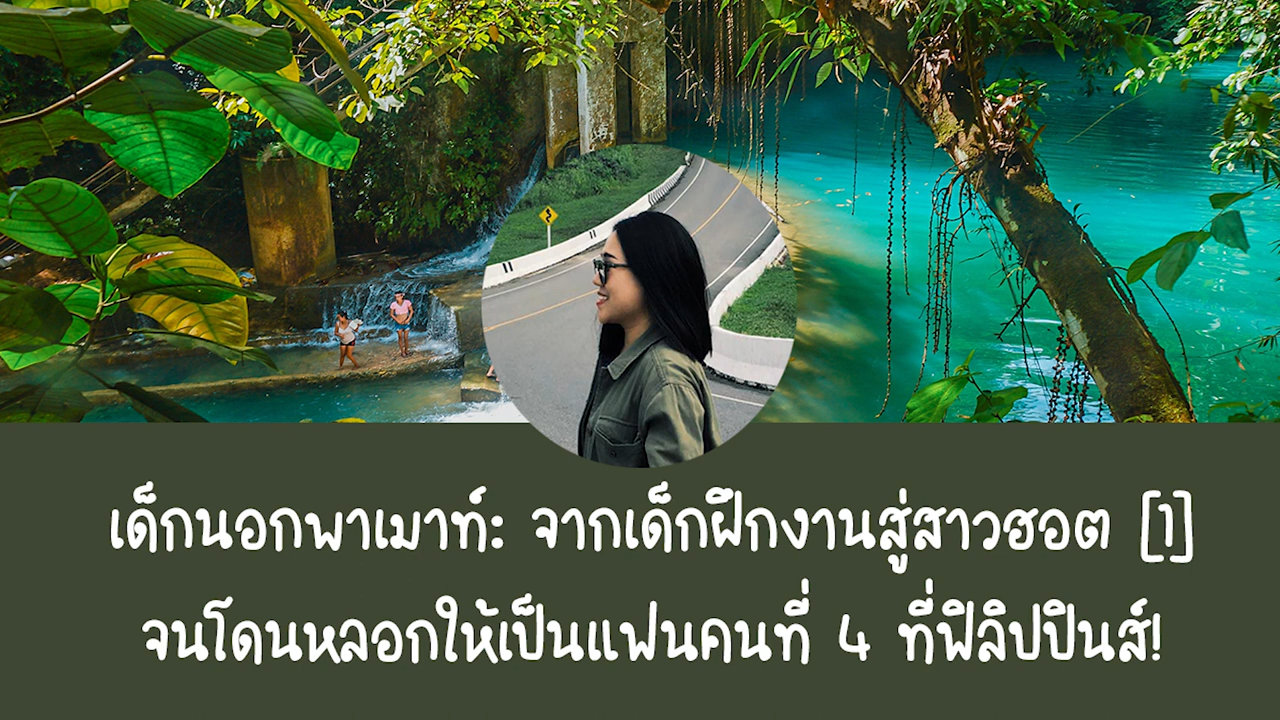 เด็กนอกพาเมาท์: จากเด็กฝึกงานสู่สาวฮอต [1]
จนโดนหลอกให้เป็นแฟนคนที่ 4 ที่ฟิลิปปินส์!